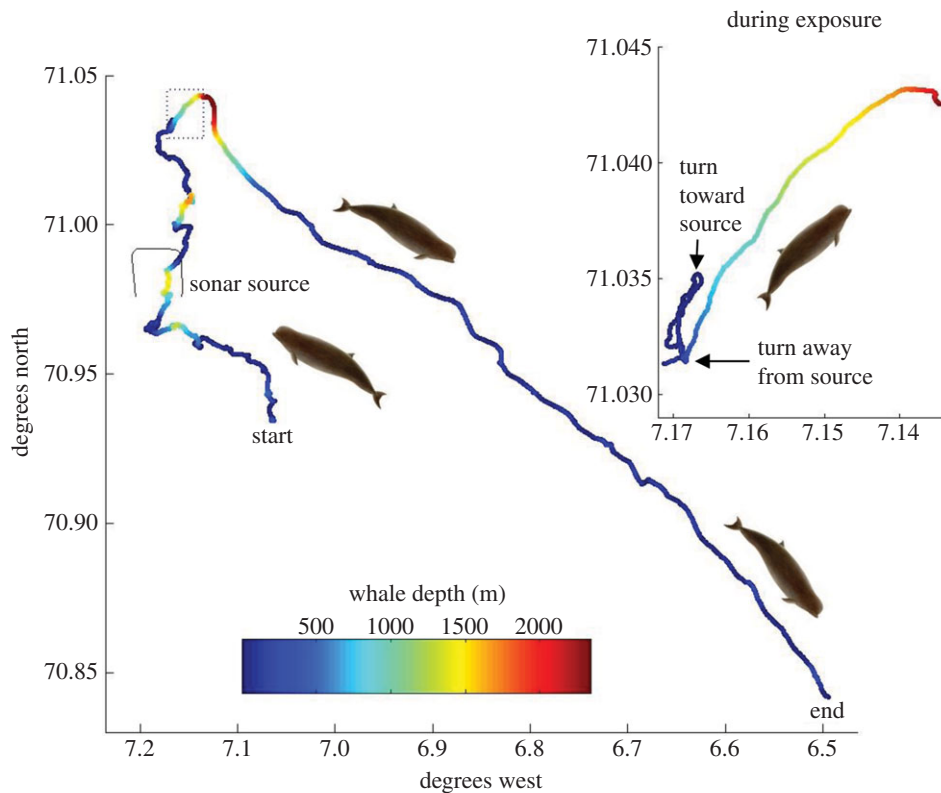 during exposure
71.045
71.040
71.035
71.030
7.17 7.16 7.15 7.14
turn
toward
source
turn away
from source
71.05
71.00
70.95
70.90
70.85
degrees north
sonar source
start
whale depth (m)
500 1000 1500 2000
end
7.2 7.1 7.0 6.9 6.8 6.7 6.6 6.5
degrees west